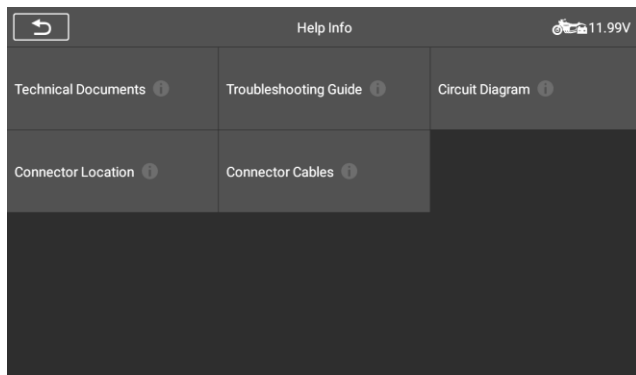 Help Info
11.99V
Technical Documents
Troubleshooting Guide
Circuit Diagram
Connector Location
Connector Cables